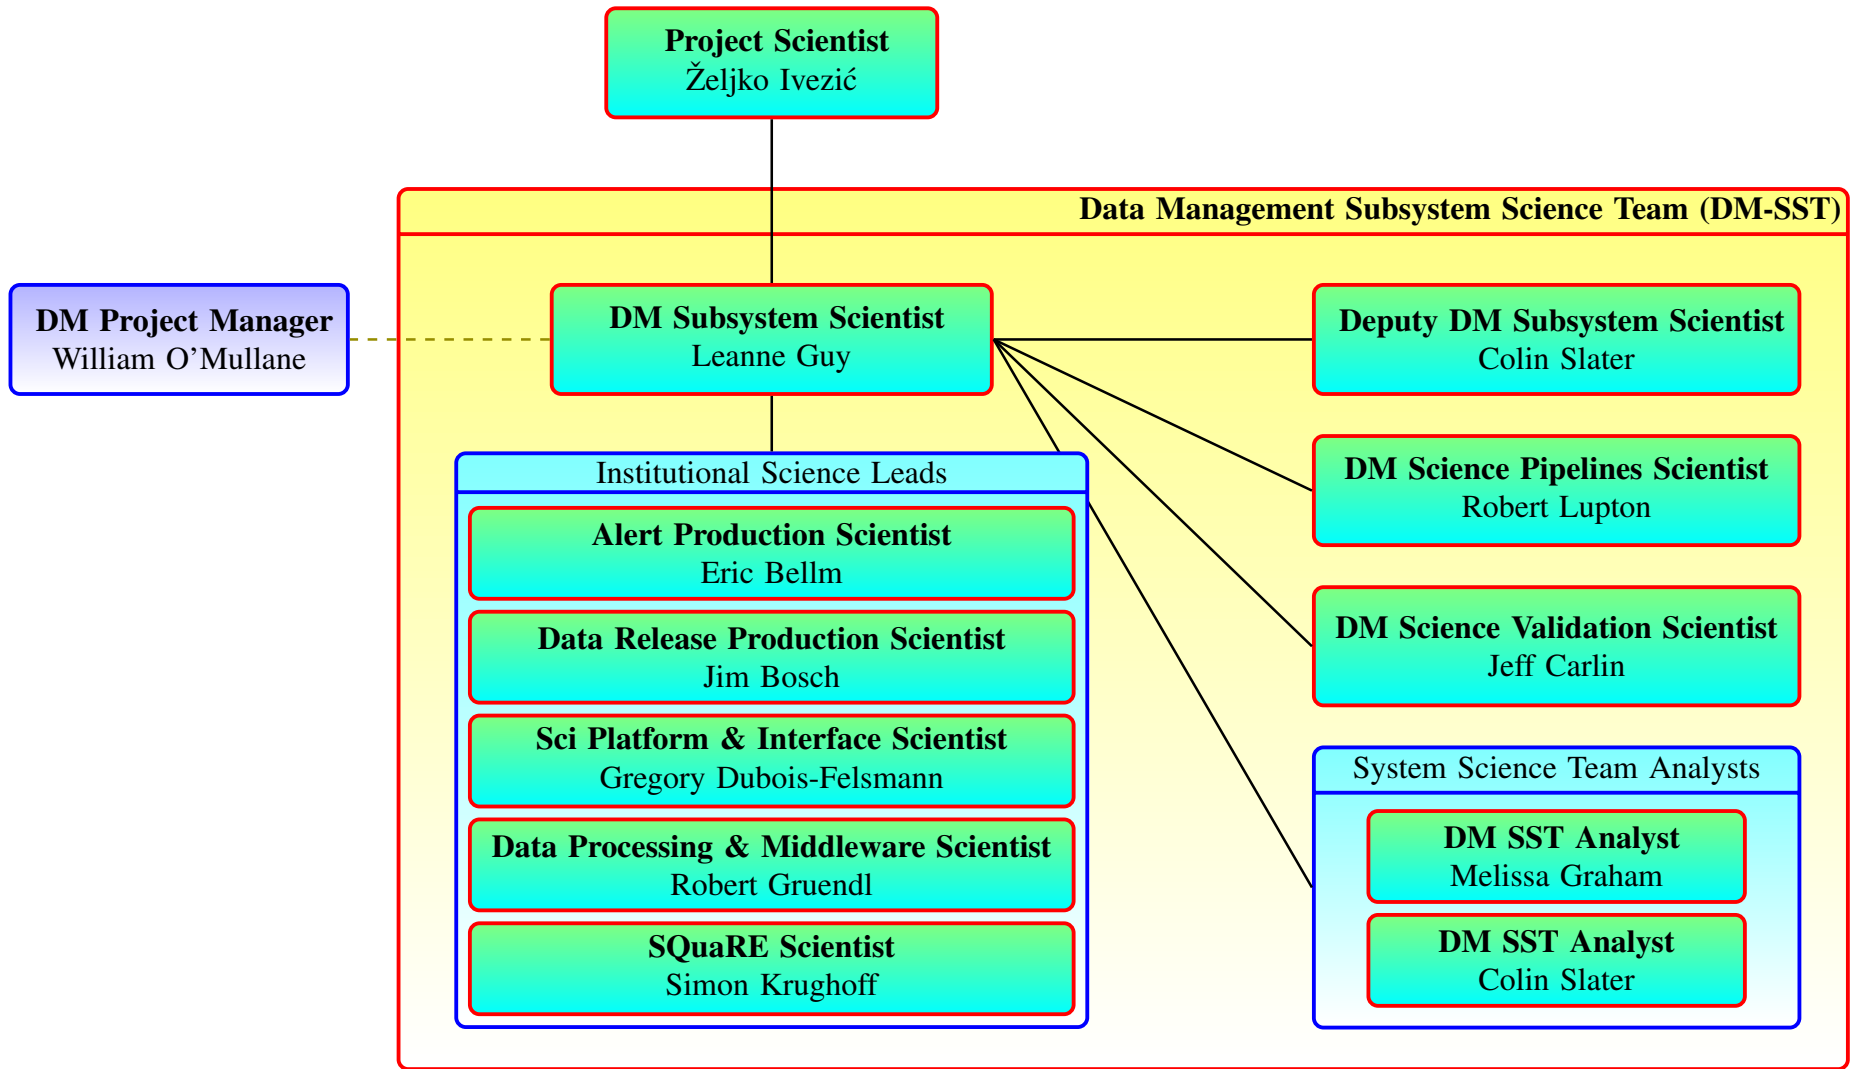 Project Scientist
Željko Ivezić
Data Management Subsystem Science Team (DM-SST)
DM Project Manager
William O’Mullane
DM Subsystem Scientist
Leanne Guy
Deputy DM Subsystem Scientist
Colin Slater
DM Science Pipelines Scientist
Robert Lupton
DM Science Validation Scientist
Jeff Carlin
Institutional Science Leads
Alert Production Scientist
Eric Bellm
Data Release Production Scientist
Jim Bosch
Sci Platform & Interface Scientist
Gregory Dubois-Felsmann
Data Processing & Middleware Scientist
Robert Gruendl
SQuaRE Scientist
Simon Krughoff
System Science Team Analysts
DM SST Analyst
Melissa Graham
DM SST Analyst
Colin Slater